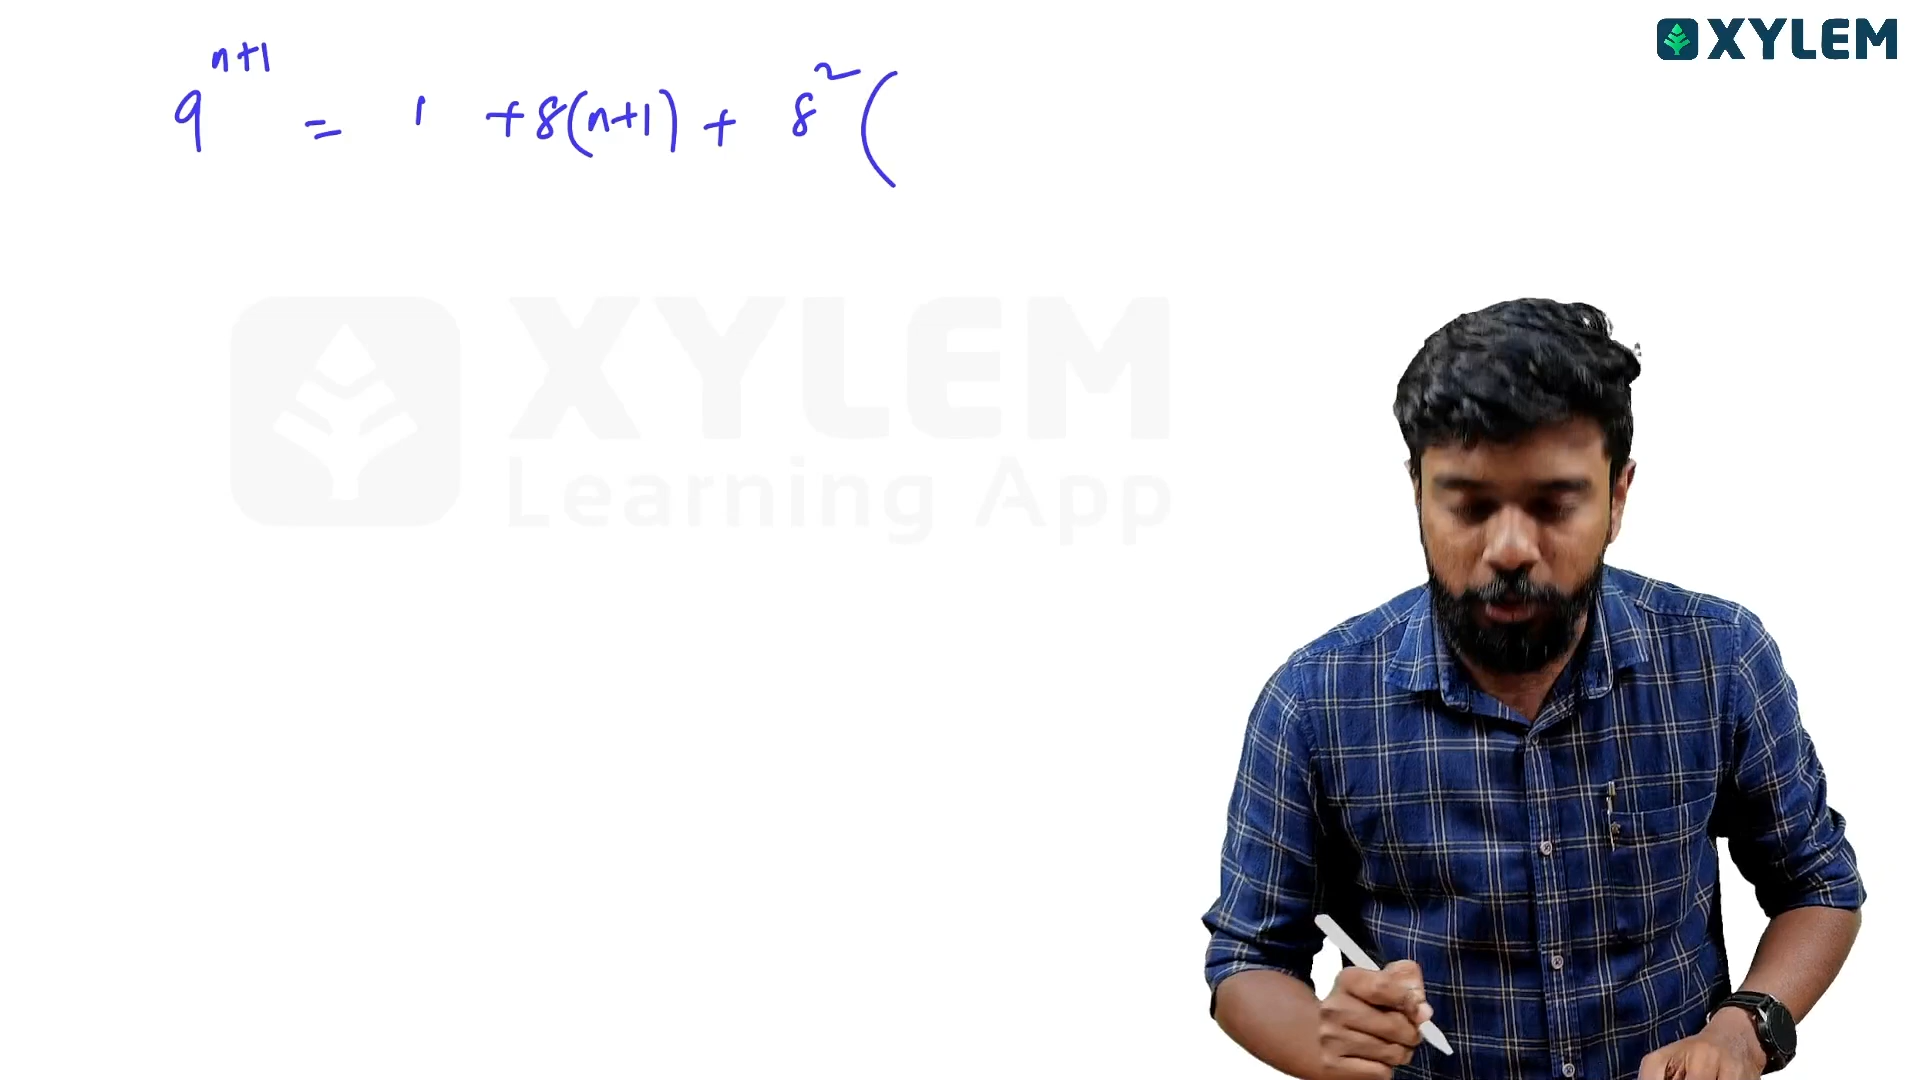 XYLEM
9^{n+1} = 1 + 8(n+1) + 8^2 (
XYLEM
Learning App